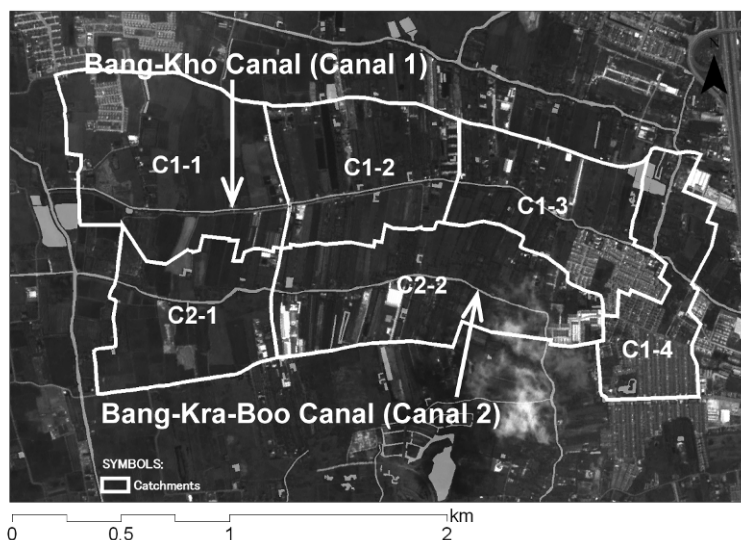 N
Bang-Kho Canal (Canal 1)
C1-1
C1-2
C1-3
C2-1
C2-2
C1-4
Bang-Kra-Boo Canal (Canal 2)
SYMBOLS:
Catchments
km
0 0.5 1 2